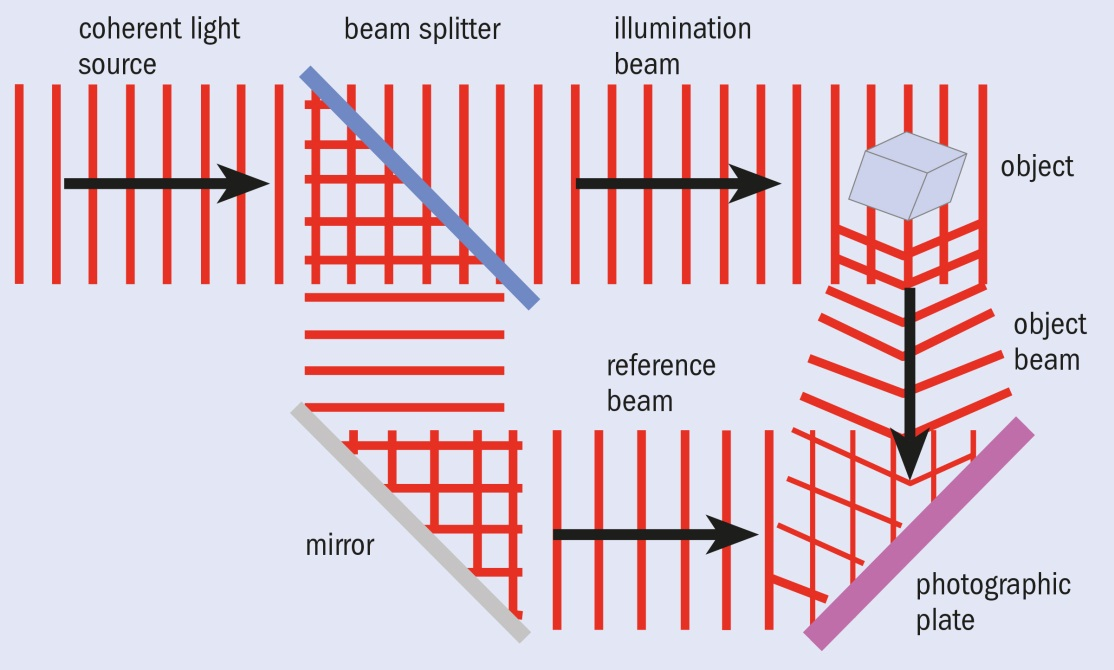 coherent light
source
beam splitter
illumination
beam
object
object
beam
reference
beam
mirror
photographic
plate